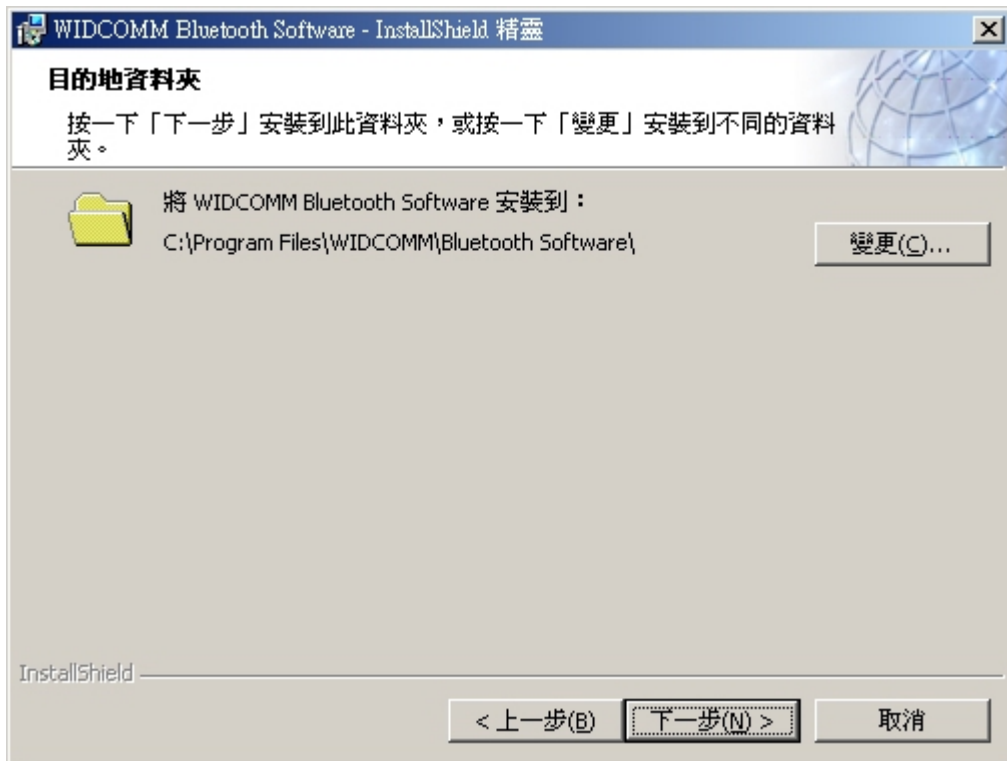 WIDCOMM Bluetooth Software - InstallShield 精靈
目的地資料夾
按一下「下一步」安裝到此資料夾，或按一下「變更」安裝到不同的資料
夾。
將 WIDCOMM Bluetooth Software 安裝到：
C:\Program Files\WIDCOMM\Bluetooth Software\
變更(C)...
InstallShield
< 上一步(B)
下一步(N) >
取消